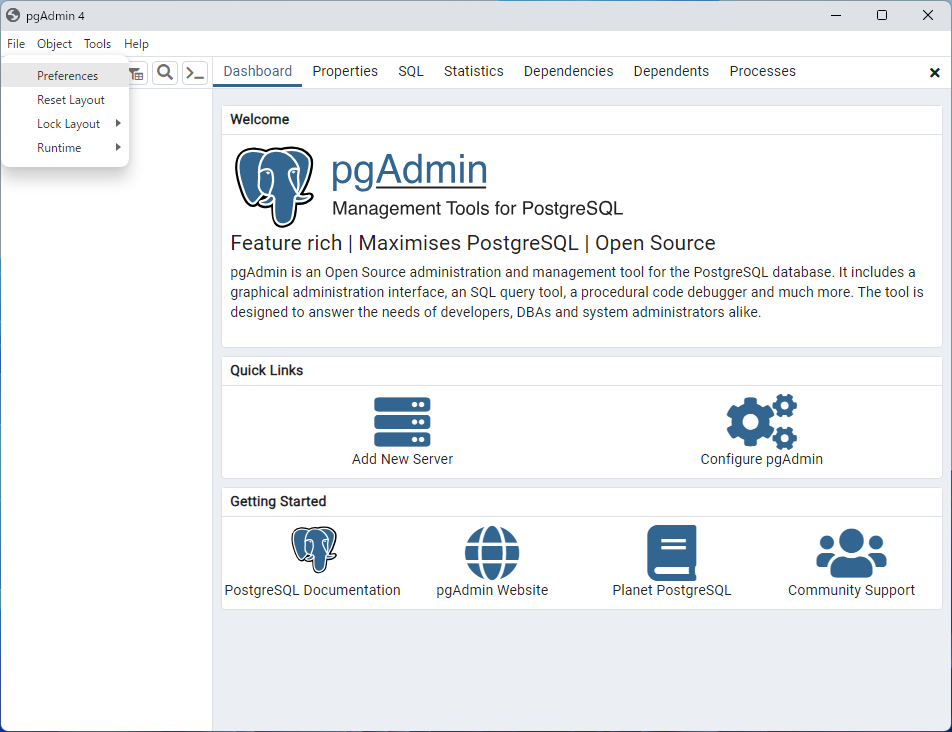 pgAdmin 4
File Object Tools Help
Preferences
Reset Layout
Lock Layout
Runtime
Dashboard Properties SQL Statistics Dependencies Dependents Processes
Welcome
pgAdmin
Management Tools for PostgreSQL
Feature rich | Maximises PostgreSQL | Open Source
pgAdmin is an Open Source administration and management tool for the PostgreSQL database. It includes a
graphical administration interface, an SQL query tool, a procedural code debugger and much more. The tool is
designed to answer the needs of developers, DBAs and system administrators alike.
Quick Links
Add New Server
Configure pgAdmin
Getting Started
PostgreSQL Documentation
pgAdmin Website
Planet PostgreSQL
Community Support